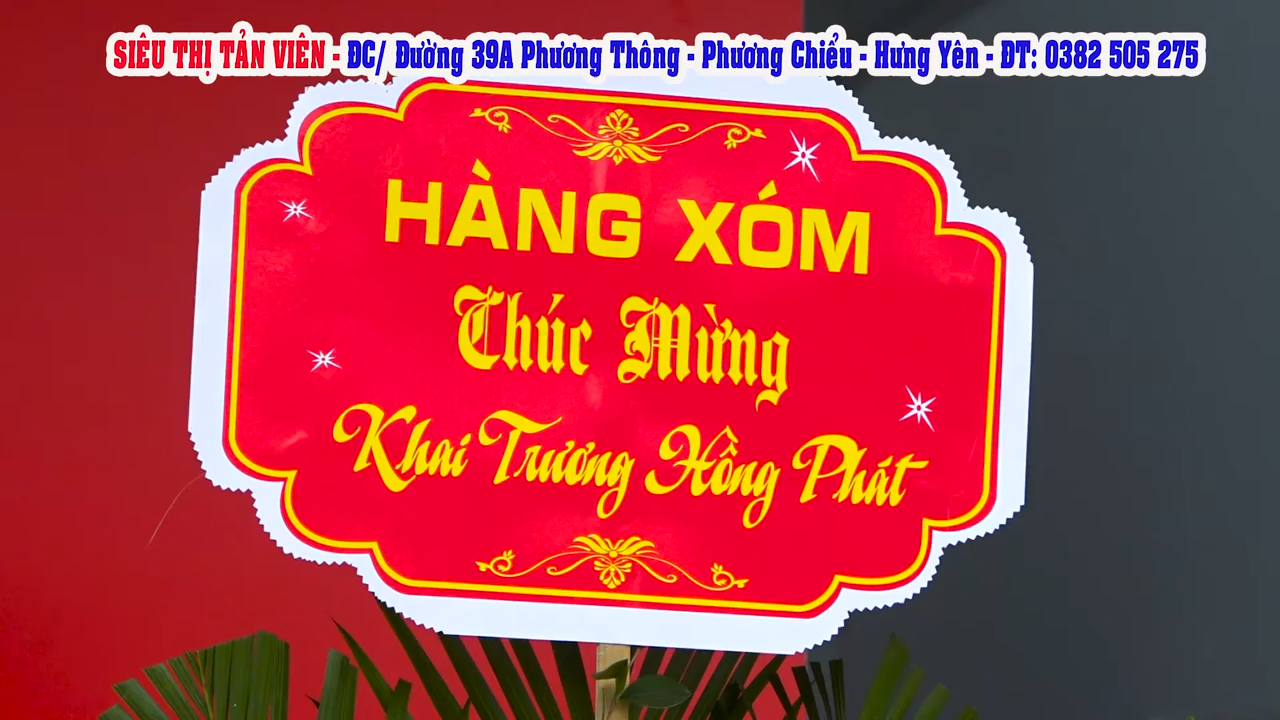 SIÊU THỊ TẢN VIÊN - ĐC/ Đường 39A Phương Thông - Phương Chiểu - Hưng Yên - ĐT: 0382 505 275
HÀNG XÓM
Chúc Mừng
Khai Trương Hồng Phát